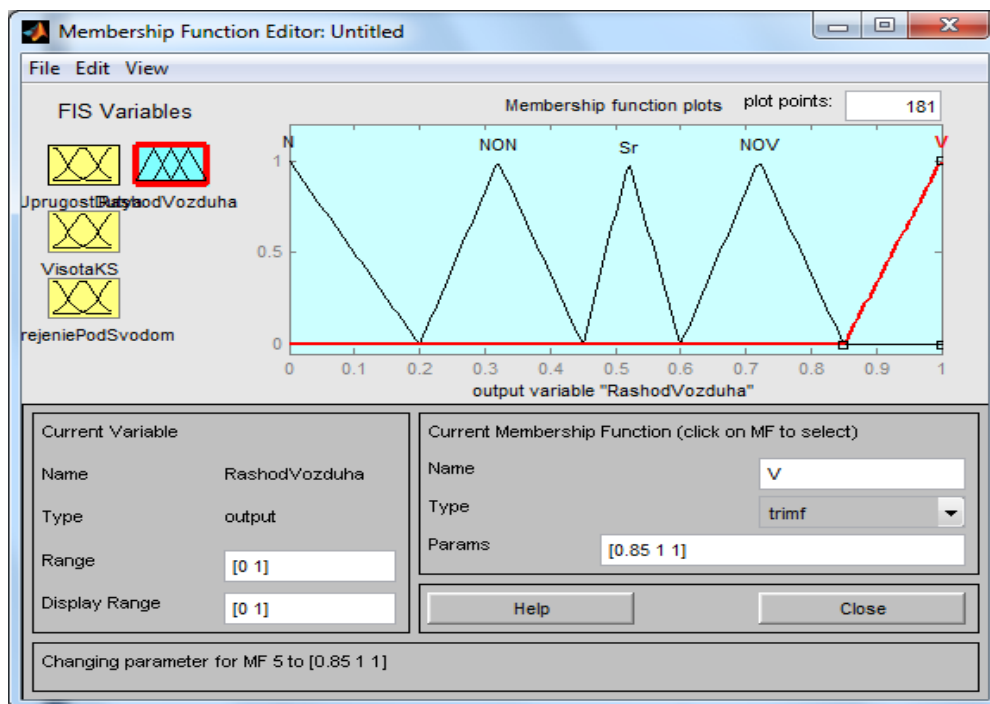 Membership Function Editor: Untitled
File Edit View
FIS Variables
Membership function plots plot points: 181
RashodVozduha
VisotaKS
rejeniePodSvodom
N NON Sr NOV V
1
0.5
0
0 0.1 0.2 0.3 0.4 0.5 0.6 0.7 0.8 0.9 1
output variable "RashodVozduha"
Current Variable
Name RashodVozduha
Type output
Range [0 1]
Display Range [0 1]
Current Membership Function (click on MF to select)
Name V
Type trimf
Params [0.85 1 1]
Help Close
Changing parameter for MF 5 to [0.85 1 1]